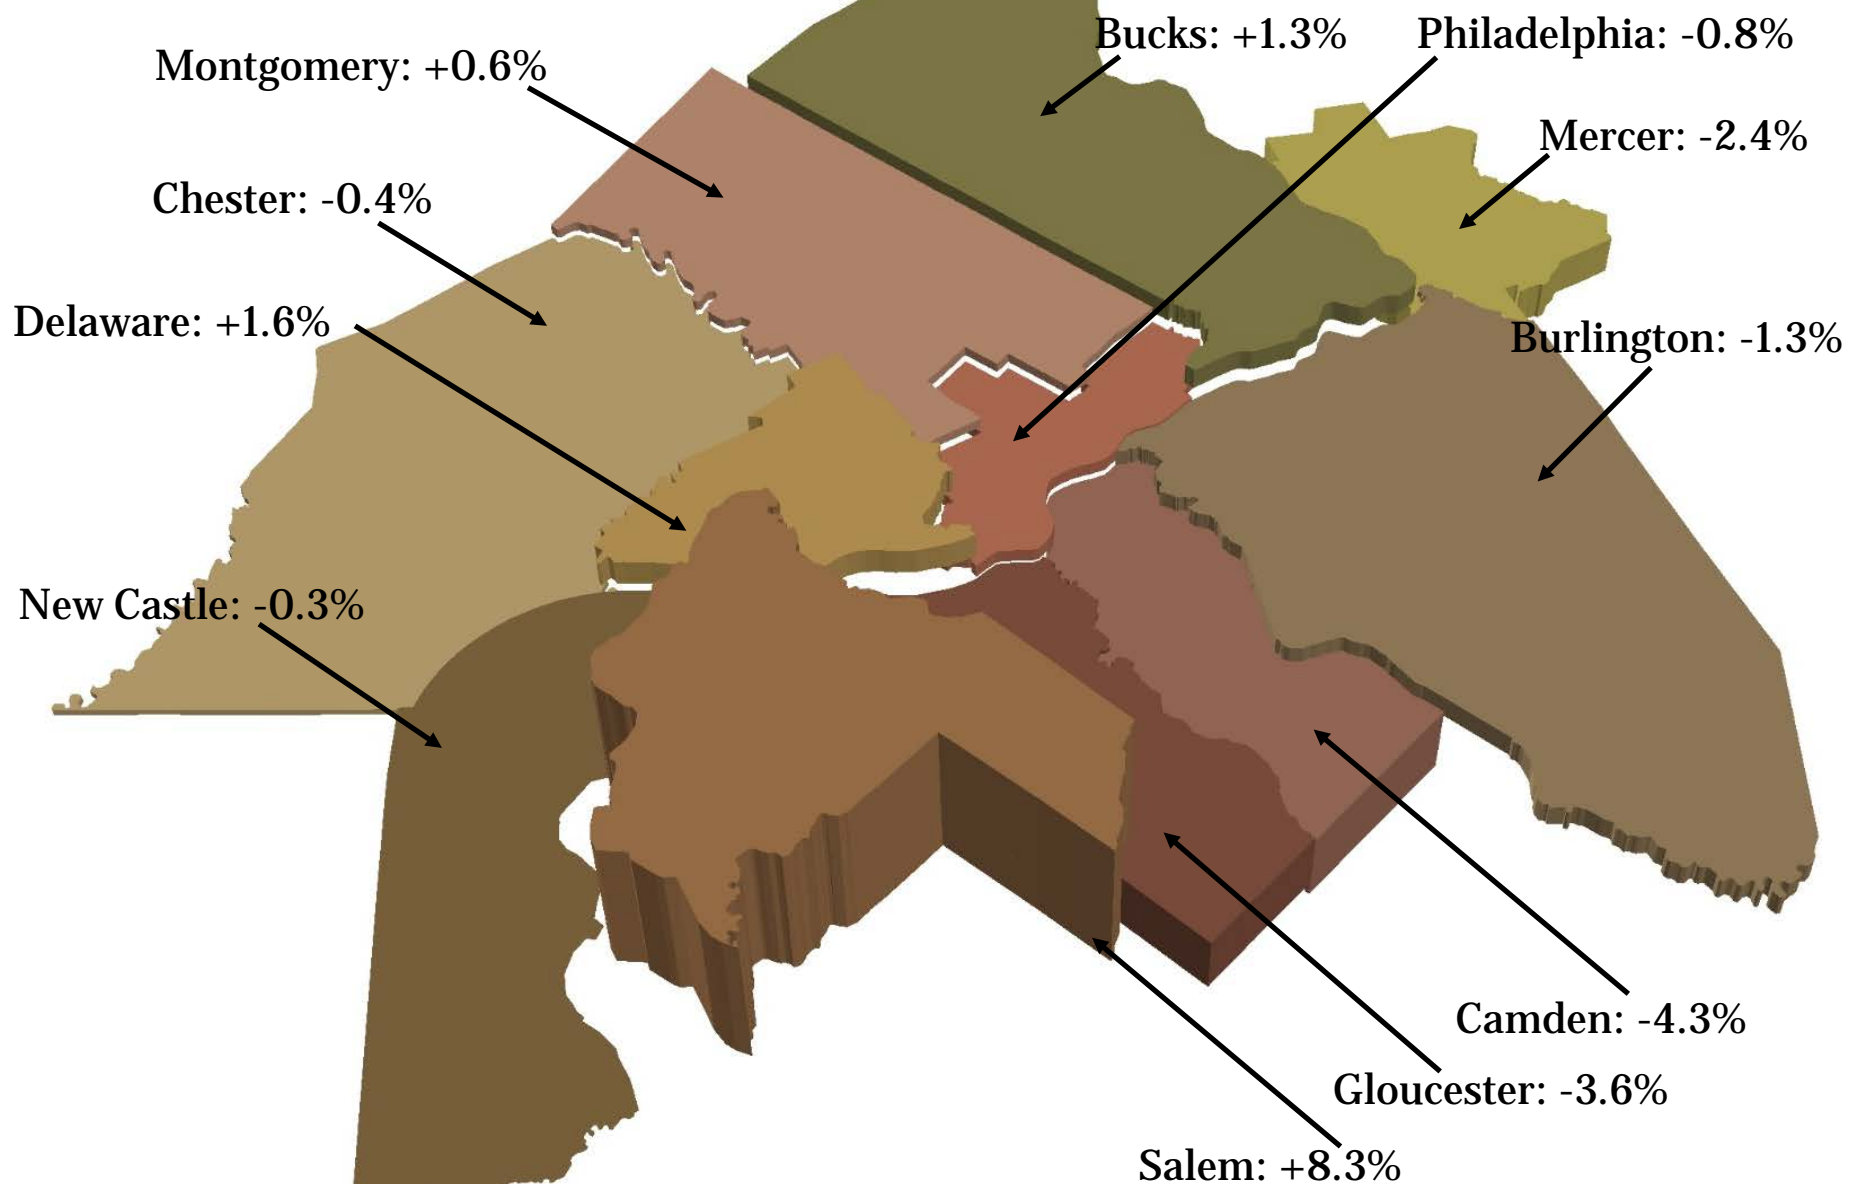 Bucks: +1.3%
Philadelphia: -0.8%
Montgomery: +0.6%
Mercer: -2.4%
Chester: -0.4%
Delaware: +1.6%
Burlington: -1.3%
New Castle: -0.3%
Camden: -4.3%
Gloucester: -3.6%
Salem: +8.3%